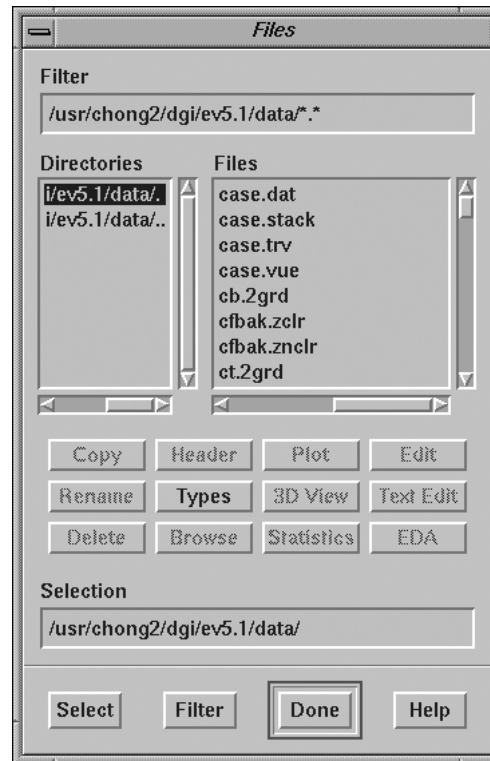 Files
Filter
/usr/chong2/dgi/ev5.1/data/*.*
Directories
Files
i/ev5.1/data/.
i/ev5.1/data/..
case.dat
case.stack
case.trv
case.vue
cb.2grd
cfbak.zclr
cfbak.znclr
ct.2grd
Copy Header Plot Edit
Rename Types 3D View Text Edit
Delete Browse Statistics EDA
Selection
/usr/chong2/dgi/ev5.1/data/
Select Filter Done Help